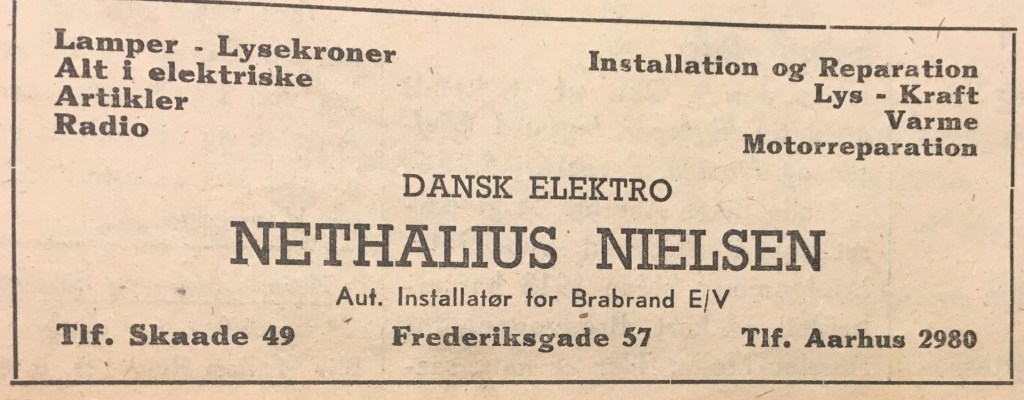 Lamper - Lysekroner
Alt i elektriske
Artikler
Radio
Installation og Reparation
Lys - Kraft
Varme
Motorreparation
DANSK ELEKTRO
NETHALIUS NIELSEN
Aut. Installatør for Brabrand E/V
Tlf. Skaade 49 Frederiksgade 57 Tlf. Aarhus 2980